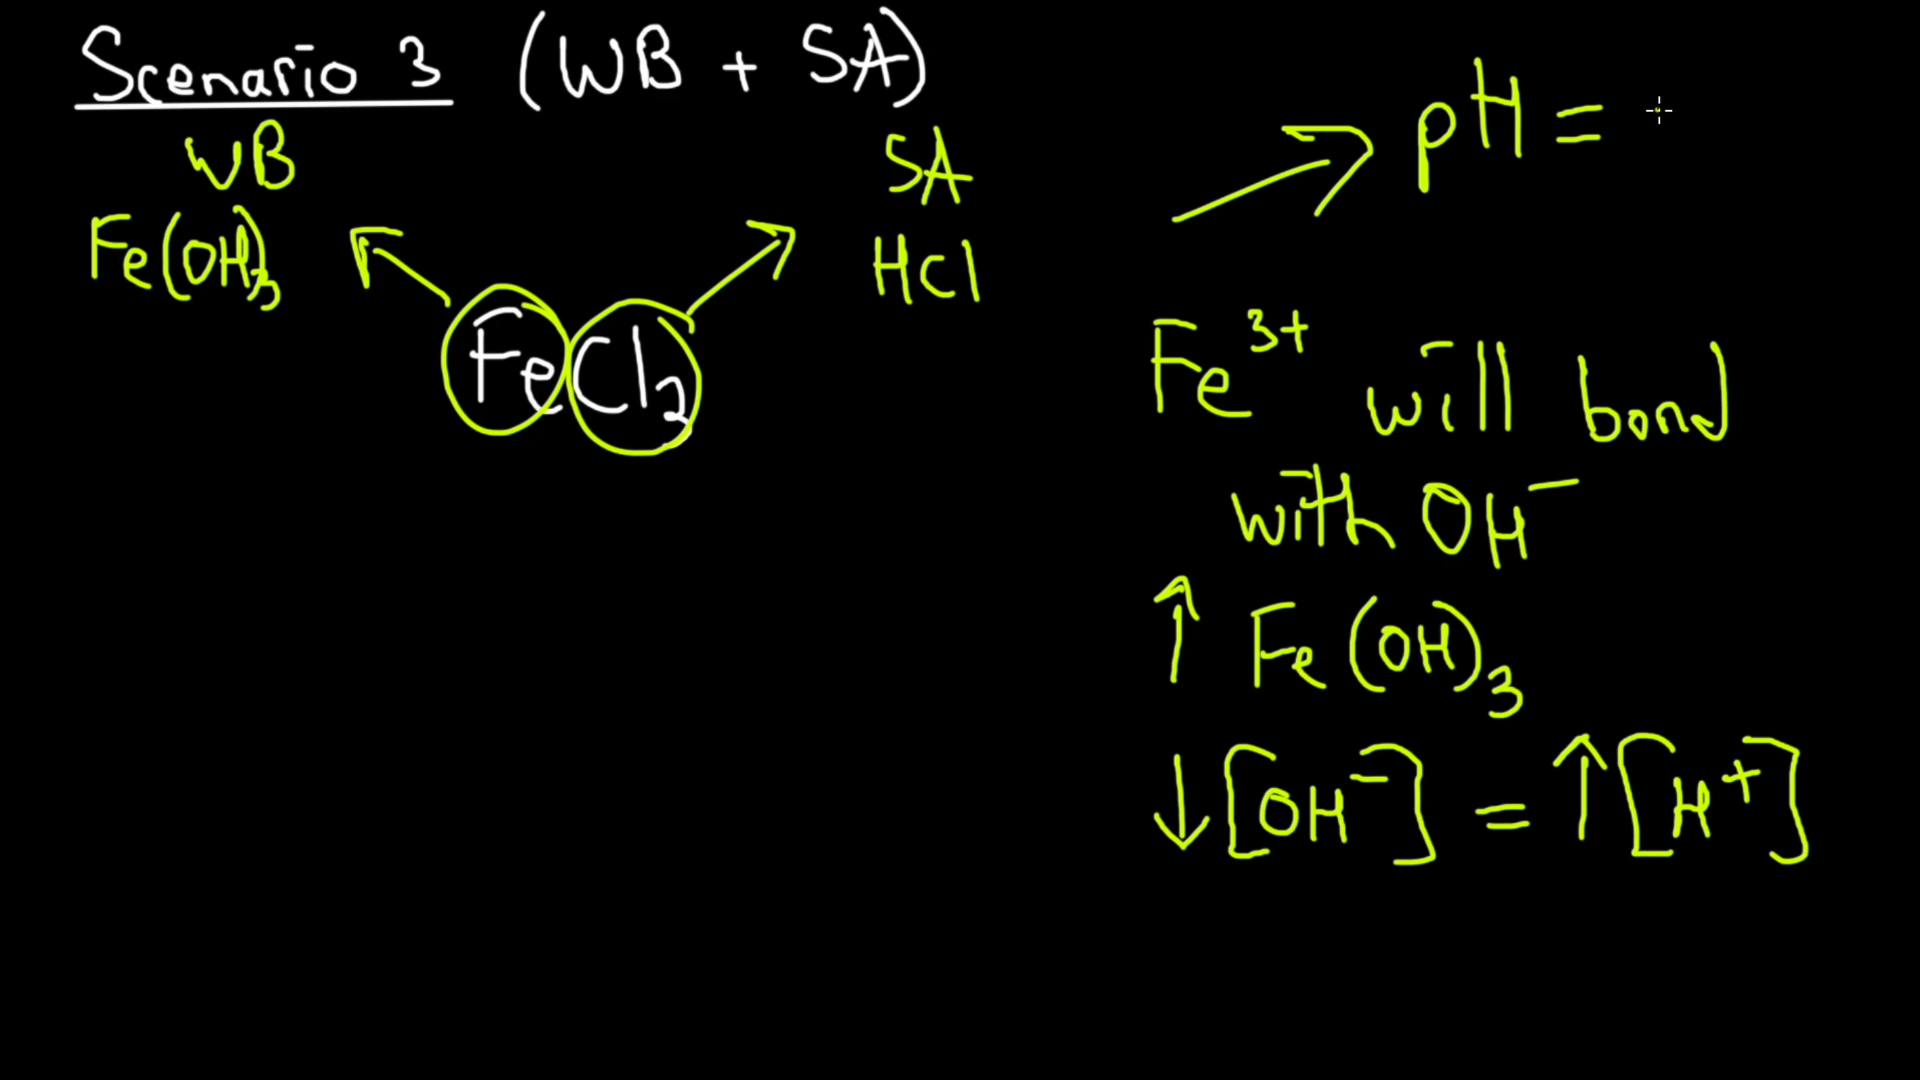 Scenario 3 (WB + SA)
WB
Fe(OH)3
SA
HCl
FeCl2
pH =
Fe³⁺ will bond
with OH⁻
↑ Fe(OH)3
↓ [OH⁻] = ↑ [H⁺]